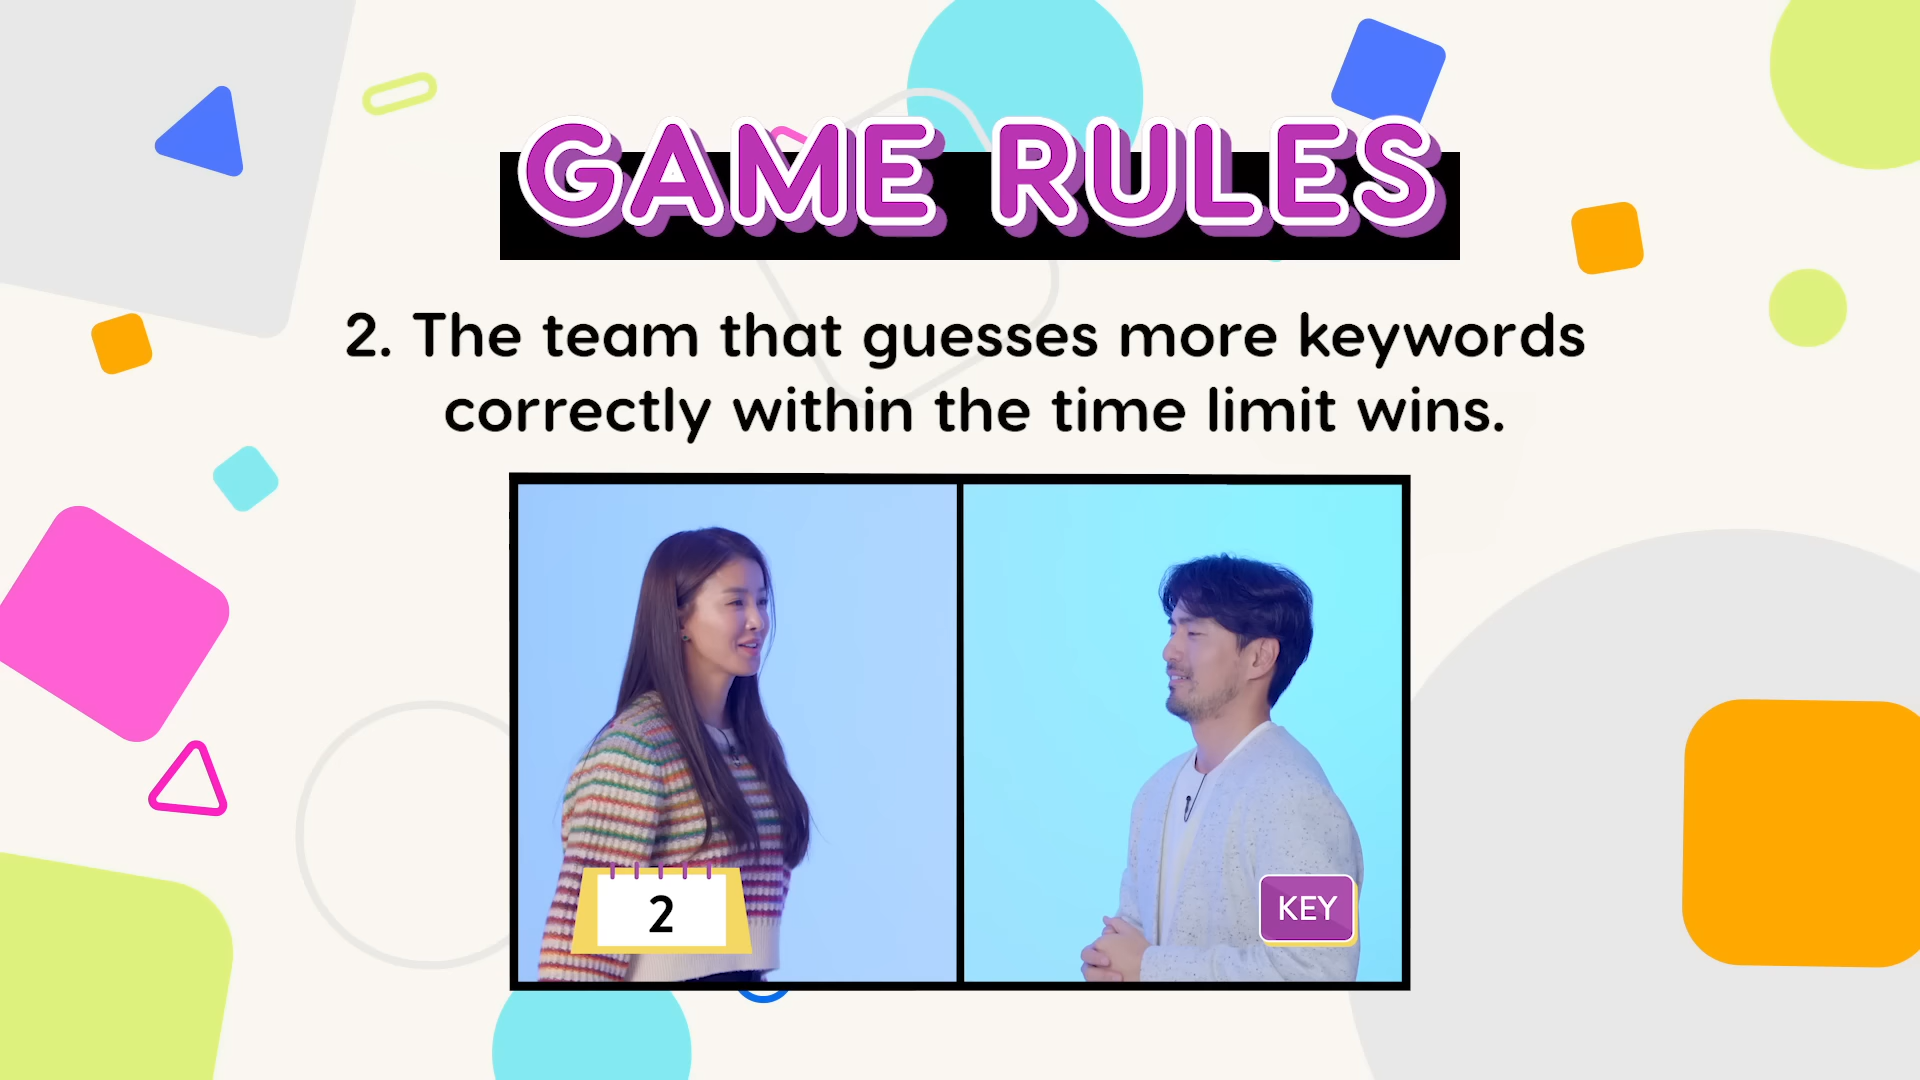 GAME RULES
2. The team that guesses more keywords
correctly within the time limit wins.
2
KEY